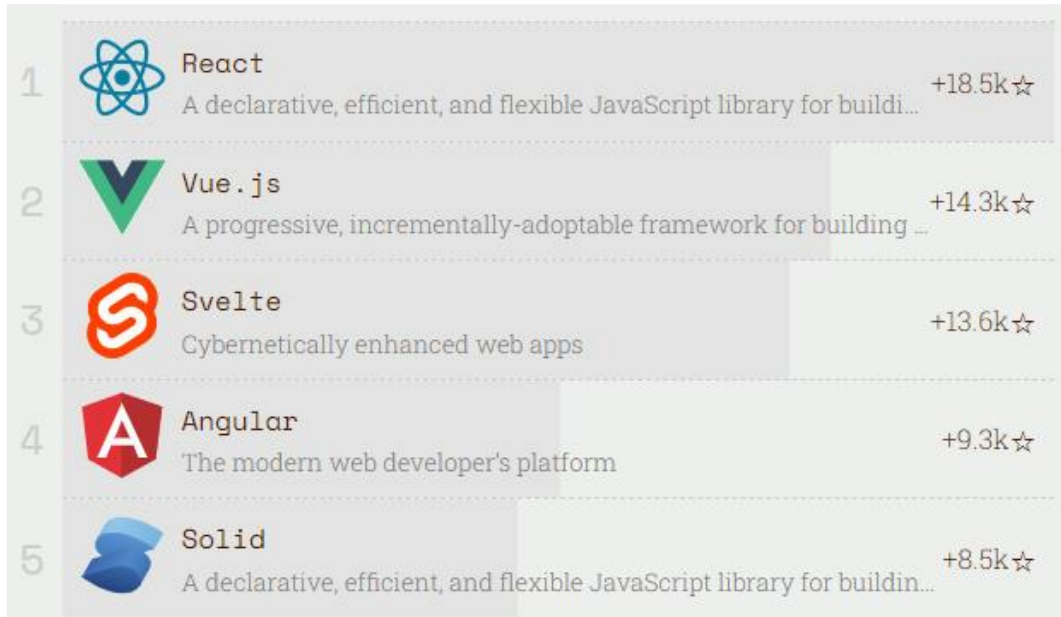 1
React
A declarative, efficient, and flexible JavaScript library for buildi...
+18.5k☆
2
Vue.js
A progressive, incrementally-adoptable framework for building ...
+14.3k☆
3
Svelte
Cybernetically enhanced web apps
+13.6k☆
4
Angular
The modern web developer's platform
+9.3k☆
5
Solid
A declarative, efficient, and flexible JavaScript library for buildin...
+8.5k☆